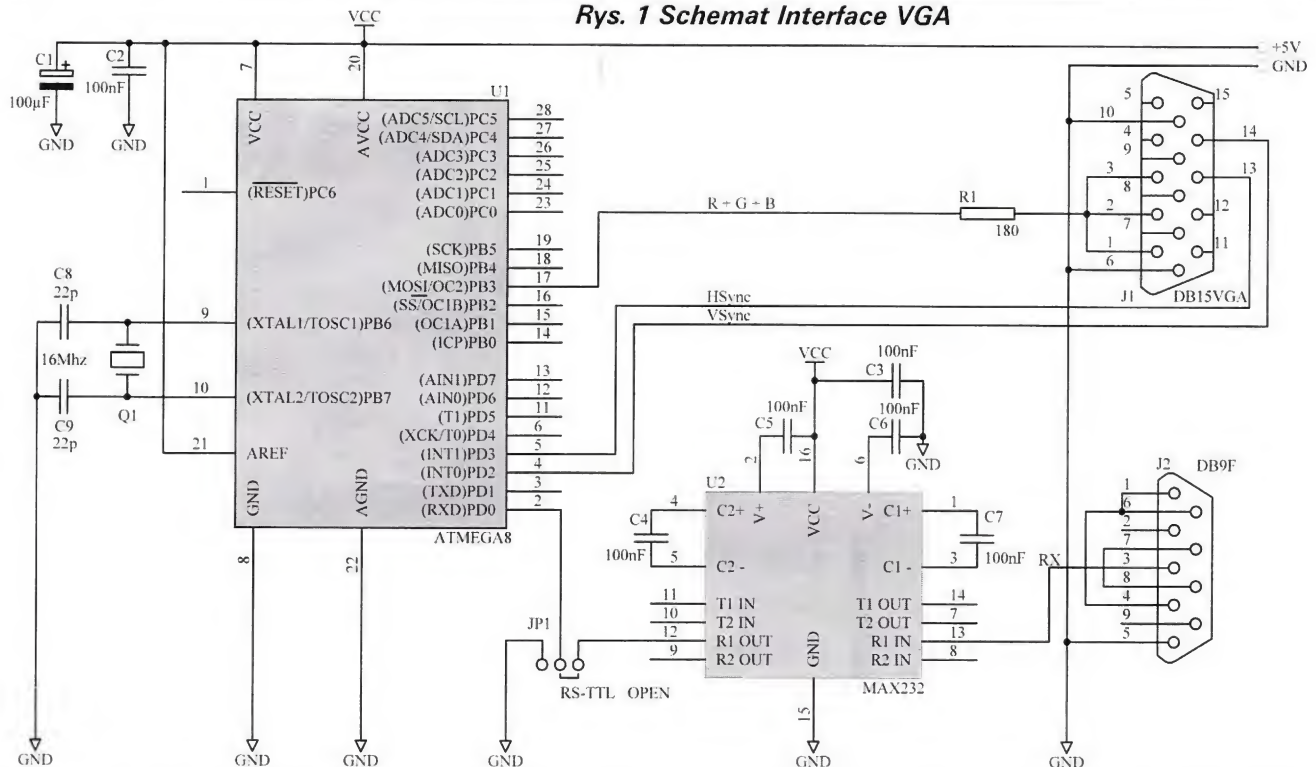 Rys. 1 Schemat Interface VGA
VCC
+5V
GND
C1
+
100µF
GND
C2
100nF
GND
7
20
U1
VCC
AVCC
(ADC5/SCL)PC5 28
(ADC4/SDA)PC4 27
(ADC3)PC3 26
(ADC2)PC2 25
(ADC1)PC1 24
(ADC0)PC0 23
1 (RESET)PC6
(SCK)PB5 19
(MISO)PB4 18
(MOSI/OC2)PB3 17
(SS/OC1B)PB2 16
(OC1A)PB1 15
(ICP)PB0 14
9 (XTAL1/TOSC1)PB6
10 (XTAL2/TOSC2)PB7
(AIN1)PD7 13
(AIN0)PD6 12
(T1)PD5 11
(XCK/T0)PD4 6
(INT1)PD3 5
(INT0)PD2 4
(TXD)PD1 3
(RXD)PD0 2
21 AREF
GND
AGND
ATMEGA8
8
22
C8
22p
16Mhz
Q1
C9
22p
GND
GND
GND
R + G + B
R1
180
HSync
VSync
5
10
4
9
3
8
2
7
1
6
15
14
13
12
11
J1
DB15VGA
VCC
100nF
C3
100nF
C5
100nF
C6
GND
2
16
6
U2
V+
VCC
V-
4 C2+
C4
100nF
5 C2 -
C1+ 1
C7
100nF
C1 - 3
11 T1 IN
10 T2 IN
12 R1 OUT
9 R2 OUT
T1 OUT 14
T2 OUT 7
R1 IN 13
R2 IN 8
GND
MAX232
15
GND
JP1
RS-TTL OPEN
GND
RX
J2
DB9F
1
6
2
7
3
8
4
9
5
GND